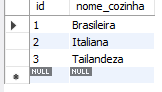 id nome_cozinha
1 Brasileira
2 Italiana
3 Tailandeza
NULL NULL